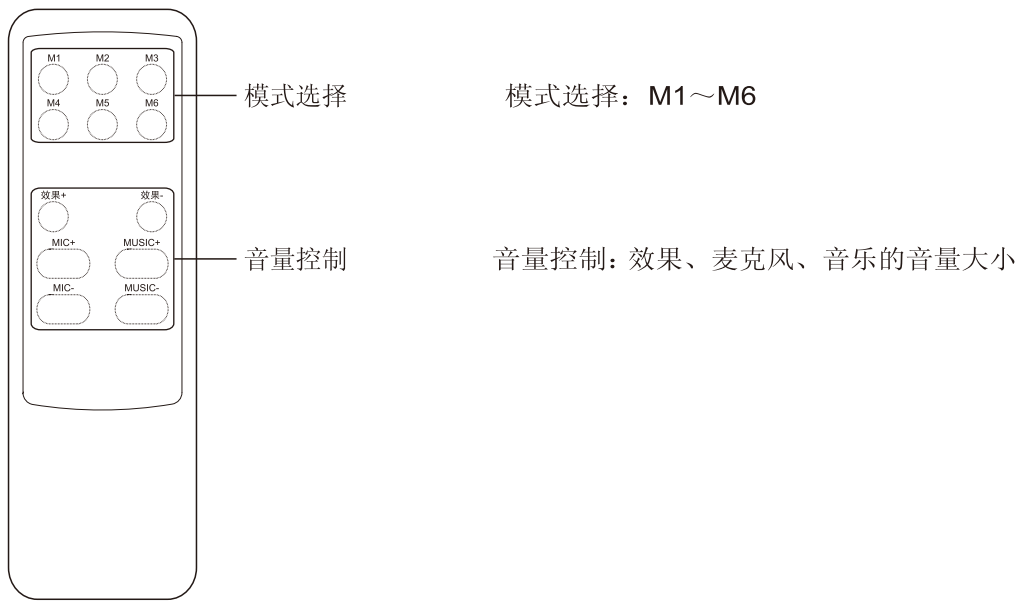 M1 M2 M3
M4 M5 M6
模式选择
模式选择：M1～M6
效果+ 效果-
MIC+ MUSIC+
MIC- MUSIC-
音量控制
音量控制：效果、麦克风、音乐的音量大小